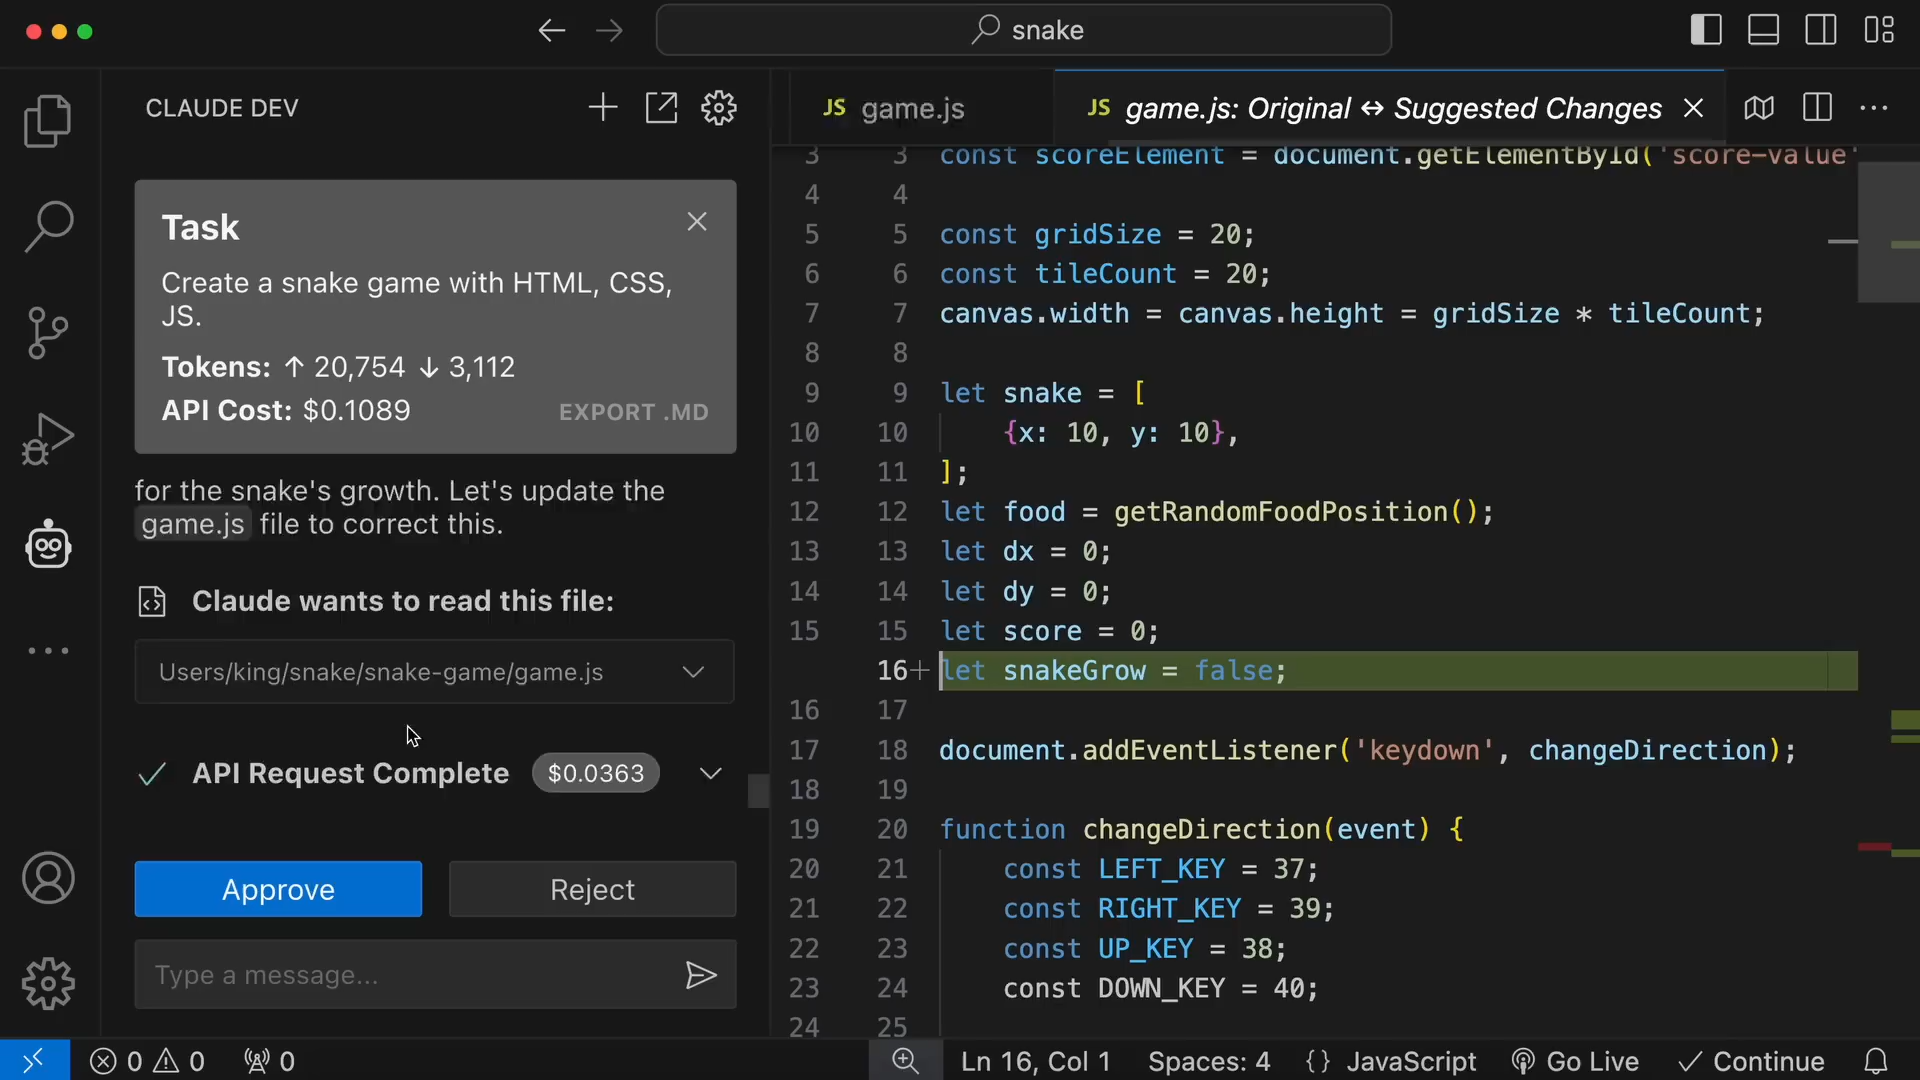 snake
CLAUDE DEV
Task
Create a snake game with HTML, CSS,
JS.
Tokens: ↑ 20,754 ↓ 3,112
API Cost: $0.1089
EXPORT .MD
for the snake's growth. Let's update the
game.js file to correct this.
Claude wants to read this file:
Users/king/snake/snake-game/game.js
API Request Complete $0.0363
Approve
Reject
Type a message...
JS game.js
JS game.js: Original ↔ Suggested Changes
3 3 const scoreElement = document.getElementById('score-value'
4 4
5 5 const gridSize = 20;
6 6 const tileCount = 20;
7 7 canvas.width = canvas.height = gridSize * tileCount;
8 8
9 9 let snake = [
10 10 {x: 10, y: 10},
11 11 ];
12 12 let food = getRandomFoodPosition();
13 13 let dx = 0;
14 14 let dy = 0;
15 15 let score = 0;
16+ let snakeGrow = false;
16 17
17 18 document.addEventListener('keydown', changeDirection);
18 19
19 20 function changeDirection(event) {
20 21 const LEFT_KEY = 37;
21 22 const RIGHT_KEY = 39;
22 23 const UP_KEY = 38;
23 24 const DOWN_KEY = 40;
24 25
0 0 0
Ln 16, Col 1 Spaces: 4 {} JavaScript Go Live Continue